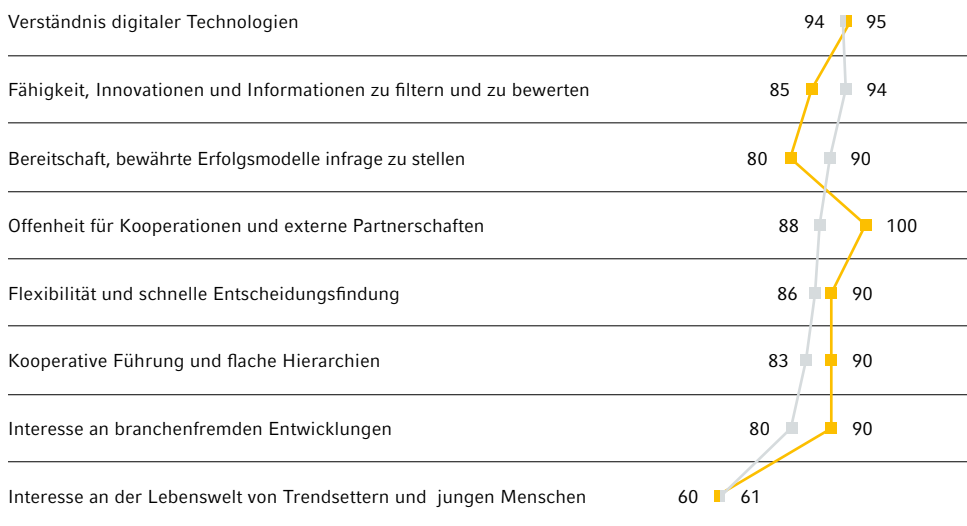 Verständnis digitaler Technologien 94 95
Fähigkeit, Innovationen und Informationen zu filtern und zu bewerten 85 94
Bereitschaft, bewährte Erfolgsmodelle infrage zu stellen 80 90
Offenheit für Kooperationen und externe Partnerschaften 88 100
Flexibilität und schnelle Entscheidungsfindung 86 90
Kooperative Führung und flache Hierarchien 83 90
Interesse an branchenfremden Entwicklungen 80 90
Interesse an der Lebenswelt von Trendsettern und jungen Menschen 60 61